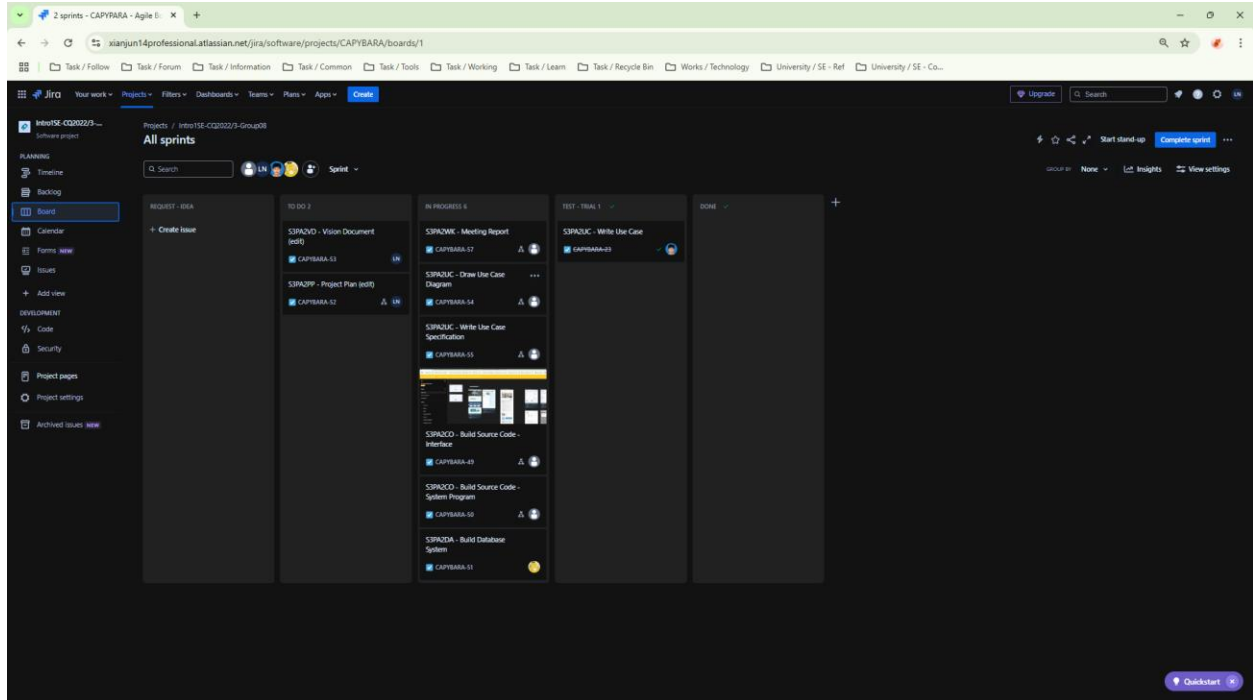 2 sprints - CAPYPARA - Agile B
xianjun14professional.atlassian.net/jira/software/projects/CAPYBARA/boards/1
Task / Follow Task / Forum Task / Information Task / Common Task / Tools Task / Working Task / Learn Task / Recycle Bin Works / Technology University / SE - Ref University / SE - Co...
Jira Your work Projects Filters Dashboards Teams Plans Apps Create Upgrade Search LN
Intro1SE-CQ2022/3-...
Software project
PLANNING
Timeline
Backlog
Board
Calendar
Forms NEW
Issues
+ Add view
DEVELOPMENT
Code
Security
Project pages
Project settings
Archived issues NEW
Projects / Intro1SE-CQ2022/3-Group08
All sprints
Start stand-up Complete sprint
Search LN Sprint
GROUP BY None Insights View settings
REQUEST - IDEA
+ Create issue
TO DO 2
S3PA2VD - Vision Document
(edit)
CAPYBARA-53 LN
S3PA2PP - Project Plan (edit)
CAPYBARA-52 LN
IN PROGRESS 6
S3PA2WK - Meeting Report
CAPYBARA-57
S3PA2UC - Draw Use Case
Diagram
CAPYBARA-54
S3PA2UC - Write Use Case
Specification
CAPYBARA-55
S3PA2CO - Build Source Code -
Interface
CAPYBARA-49
S3PA2CO - Build Source Code -
System Program
CAPYBARA-50
S3PA2DA - Build Database
System
CAPYBARA-51
TEST - TRIAL 1
S3PA2UC - Write Use Case
CAPYBARA-23
DONE
Quickstart